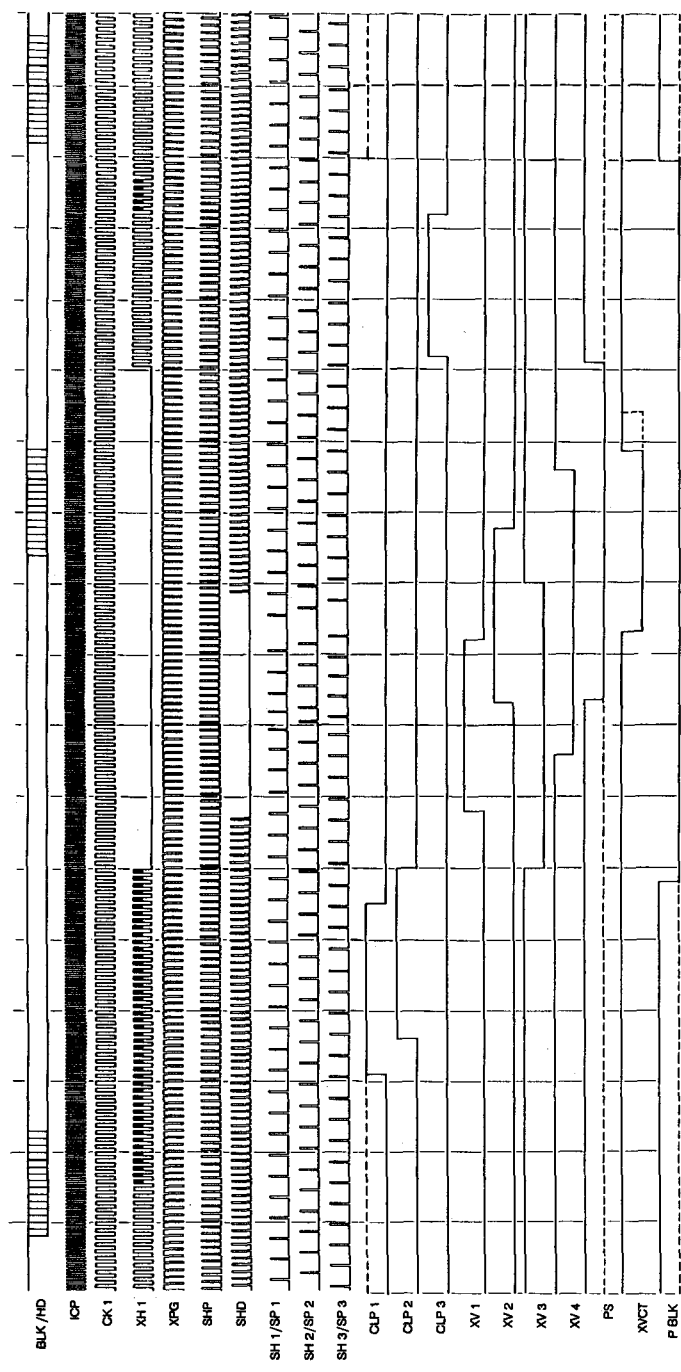 BLK /HD
ICP
CK 1
XH 1
XPG
SHP
SHD
SH 1/SP 1
SH 2/SP 2
SH 3/SP 3
CLP 1
CLP 2
CLP 3
XV 1
XV 2
XV 3
XV 4
PS
XVCT
P BLK